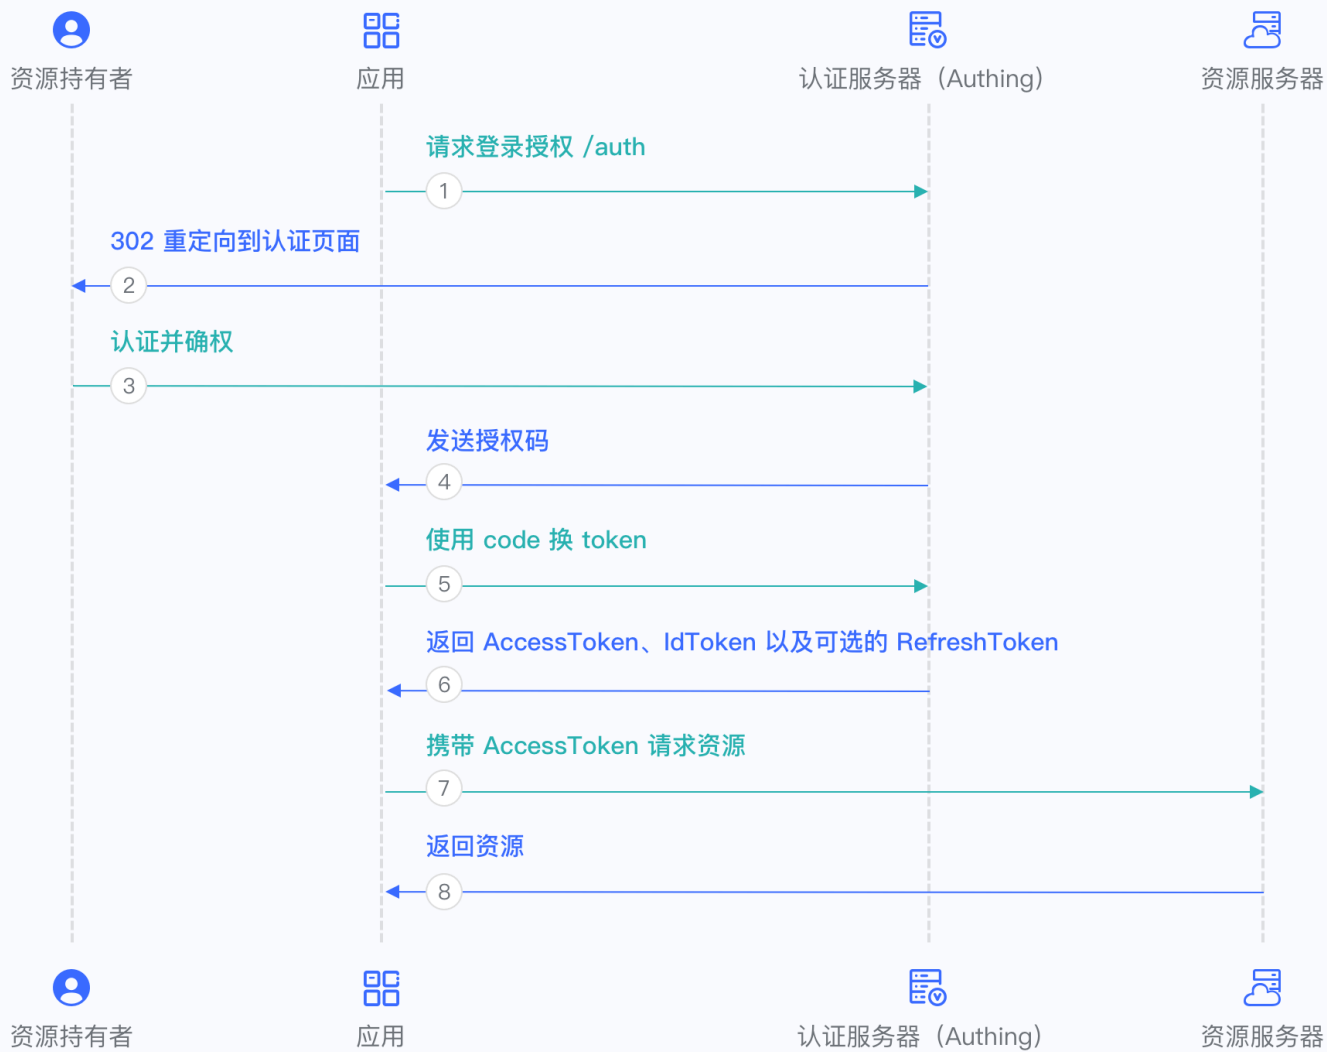 资源持有者
应用
认证服务器（Authing）
资源服务器
请求登录授权 /auth
1
302 重定向到认证页面
2
认证并确权
3
发送授权码
4
使用 code 换 token
5
返回 AccessToken、IdToken 以及可选的 RefreshToken
6
携带 AccessToken 请求资源
7
返回资源
8
资源持有者
应用
认证服务器（Authing）
资源服务器